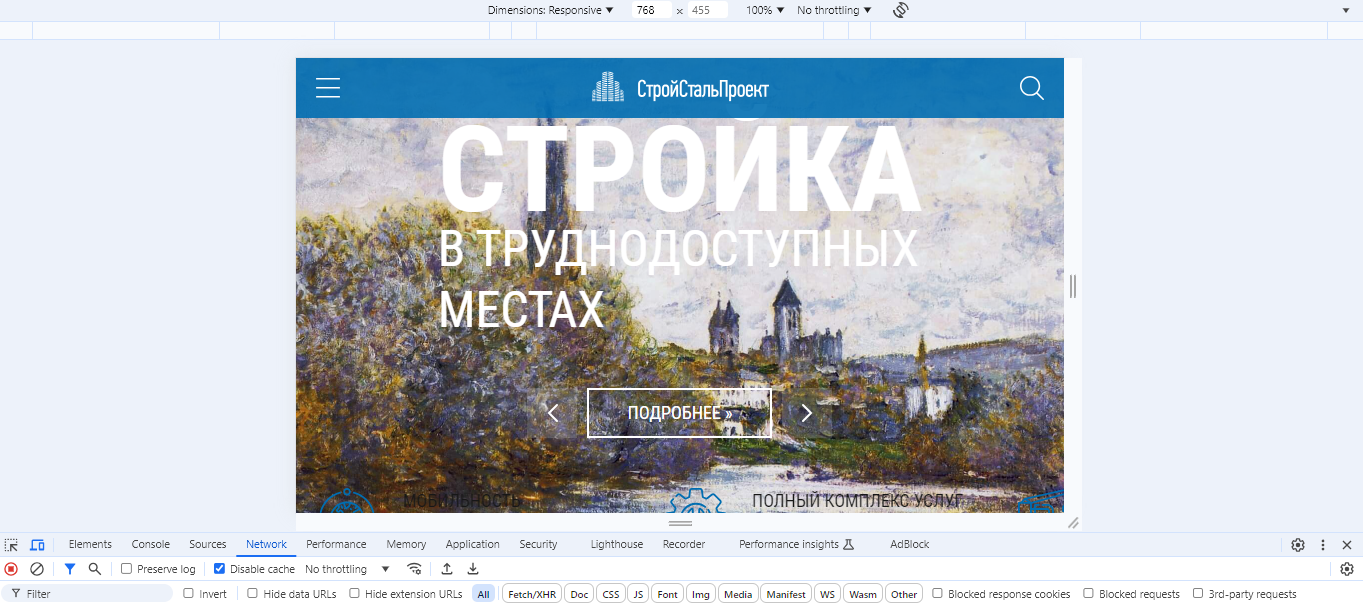 Dimensions: Responsive ▼ 768 × 455 100% ▼ No throttling ▼
СтройСтальПроект
СТРОЙКА
В ТРУДНОДОСТУПНЫХ
МЕСТАХ
ПОДРОБНЕЕ »
МОБИЛЬНОСТЬ ПОЛНЫЙ КОМПЛЕКС УСЛУГ
Elements Console Sources Network Performance Memory Application Security Lighthouse Recorder Performance insights AdBlock
Preserve log Disable cache No throttling ▼
Filter Invert Hide data URLs Hide extension URLs All Fetch/XHR Doc CSS JS Font Img Media Manifest WS Wasm Other Blocked response cookies Blocked requests 3rd-party requests